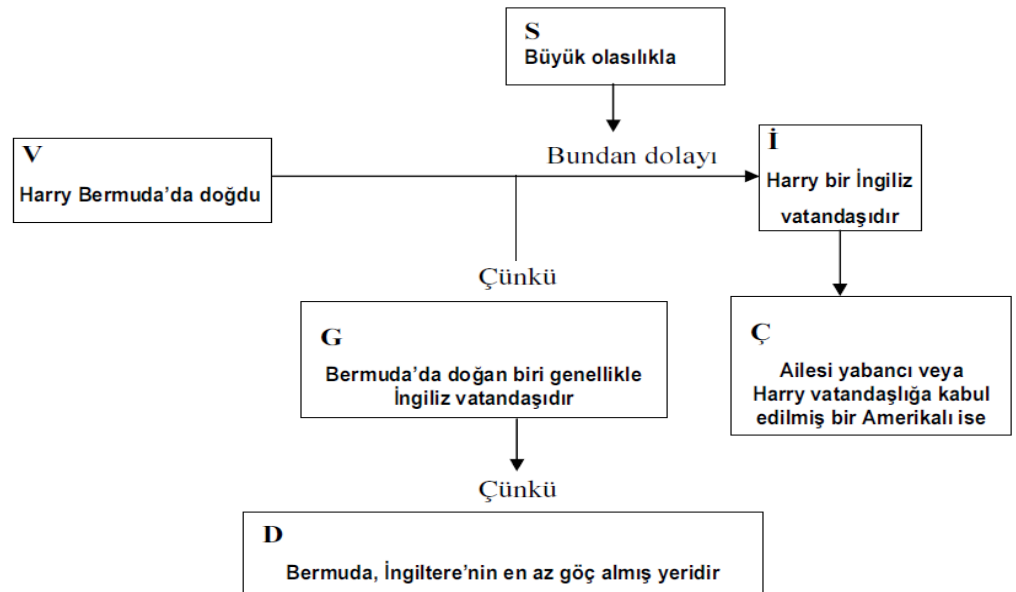 S
Büyük olasılıkla
V
Harry Bermuda’da doğdu
Bundan dolayı
İ
Harry bir İngiliz
vatandaşıdır
Çünkü
G
Bermuda’da doğan biri genellikle
İngiliz vatandaşıdır
Ç
Ailesi yabancı veya
Harry vatandaşlığa kabul
edilmiş bir Amerikalı ise
Çünkü
D
Bermuda, İngiltere’nin en az göç almış yeridir